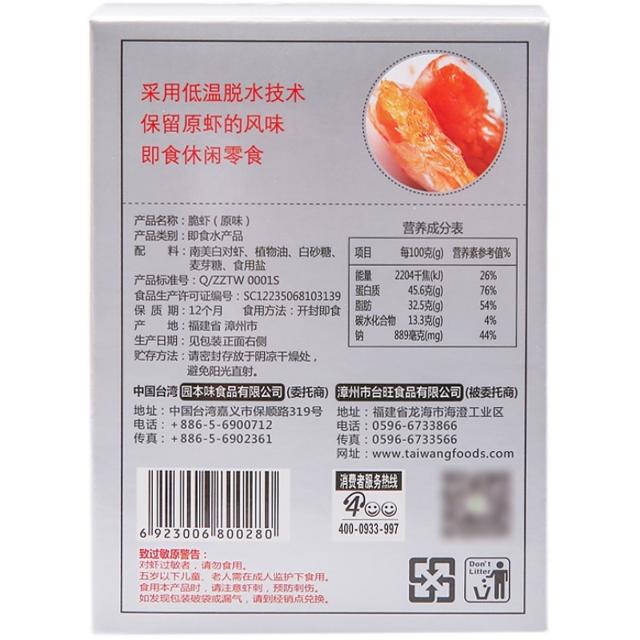 采用低温脱水技术
保留原虾的风味
即食休闲零食
产品名称：脆虾（原味）
产品类别：即食水产品
配　　料：南美白对虾、植物油、白砂糖、
麦芽糖、食用盐
产品标准号：Q/ZZTW 0001S
食品生产许可证编号：SC12235068103139
保 质 期：12个月　食用方法：开封即食
产　　地：福建省 漳州市
生产日期：见包装正面右侧
贮存方法：请密封存放于阴凉干燥处，
避免阳光直射。
营养成分表
项目 每100克(g) 营养素参考值%
能量 2204千焦(kJ) 26%
蛋白质 45.6克(g) 76%
脂肪 32.5克(g) 54%
碳水化合物 13.3克(g) 4%
钠 889毫克(mg) 44%
中国台湾 园本味食品有限公司 (委托商)
地址：中国台湾嘉义市保顺路319号
电话：+886-5-6900712
传真：+886-5-6902361
漳州市台旺食品有限公司 (被委托商)
地址：福建省龙海市海澄工业区
电话：0596-6733866
传真：0596-6733566
网址：www.taiwangfoods.com
6 923006 800280
消费者服务热线
400-0933-997
致过敏原警告：
对虾过敏者，请勿食用。
五岁以下儿童、老人需在成人监护下食用。
食用本产品时，请注意虾刺，预防刺伤。
如发现包装破袋或漏气，请到经销点兑换。
Don't
Litter